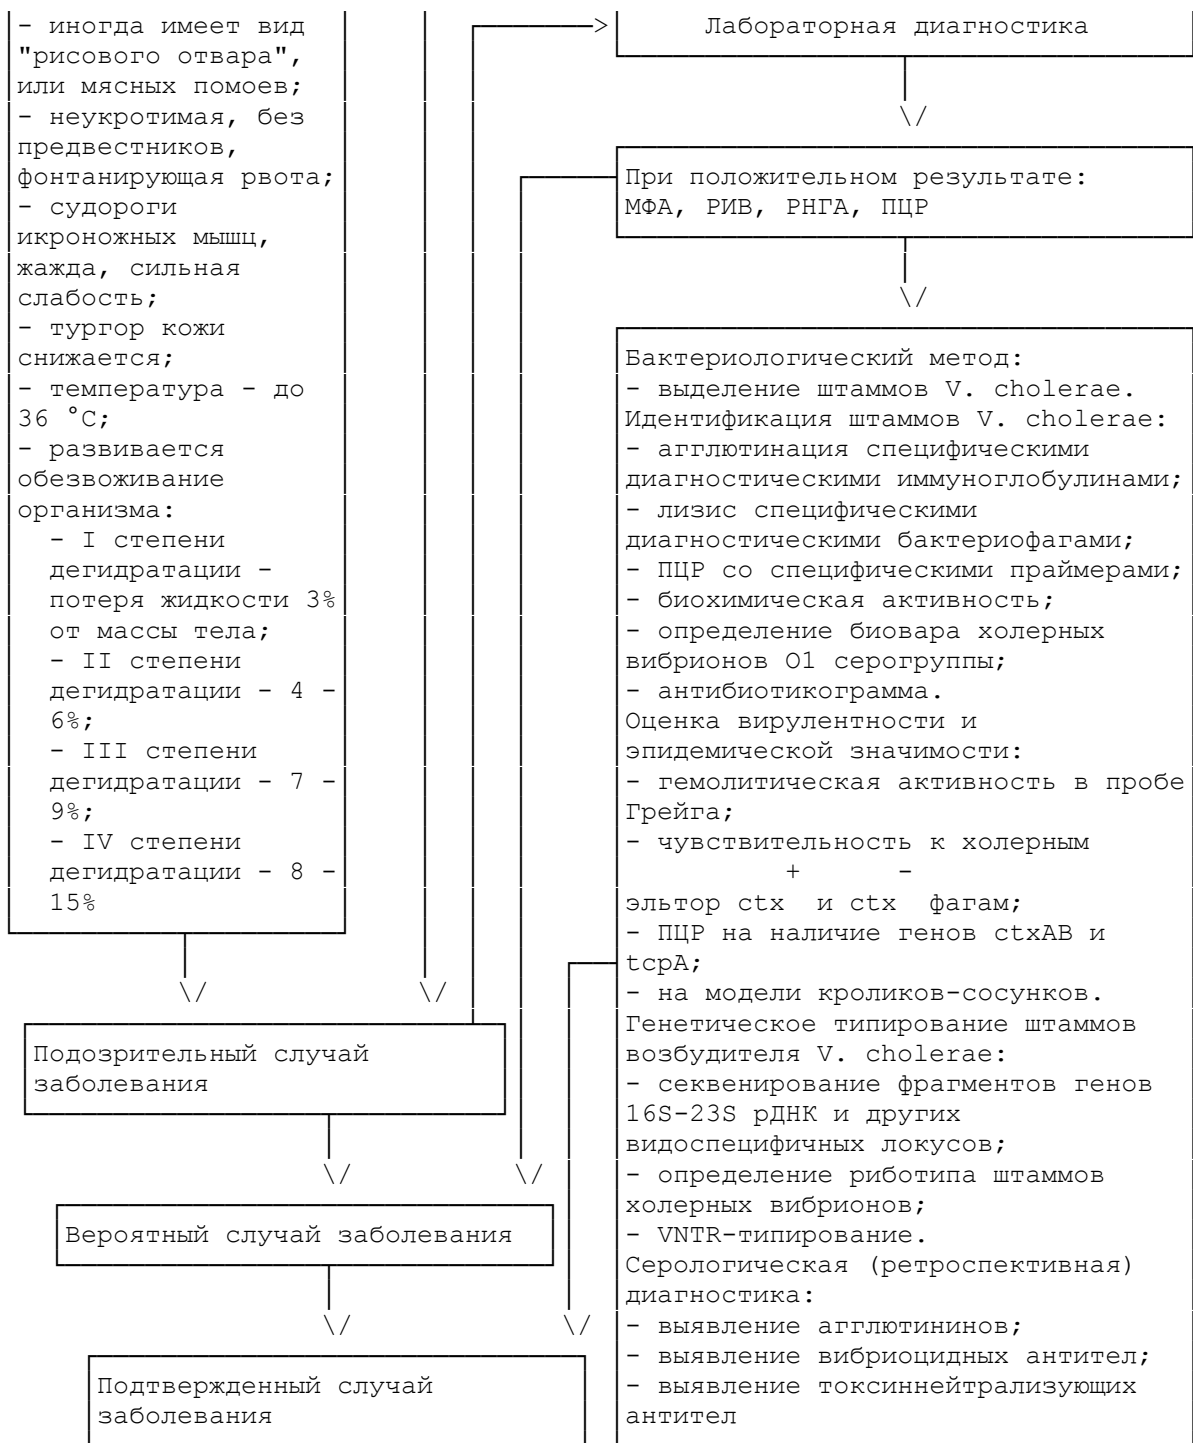 - иногда имеет вид
"рисового отвара",
или мясных помоев;
- неукротимая, без
предвестников,
фонтанирующая рвота;
- судороги
икроножных мышц,
жажда, сильная
слабость;
- тургор кожи
снижается;
- температура - до
36 °C;
- развивается
обезвоживание
организма:
- I степени
дегидратации -
потеря жидкости 3%
от массы тела;
- II степени
дегидратации - 4 -
6%;
- III степени
дегидратации - 7 -
9%;
- IV степени
дегидратации - 8 -
15%
Подозрительный случай
заболевания
Вероятный случай заболевания
Подтвержденный случай
заболевания
Лабораторная диагностика
При положительном результате:
МФА, РИВ, РНГА, ПЦР
Бактериологический метод:
- выделение штаммов V. cholerae.
Идентификация штаммов V. cholerae:
- агглютинация специфическими
диагностическими иммуноглобулинами;
- лизис специфическими
диагностическими бактериофагами;
- ПЦР со специфическими праймерами;
- биохимическая активность;
- определение биовара холерных
вибрионов O1 серогруппы;
- антибиотикограмма.
Оценка вирулентности и
эпидемической значимости:
- гемолитическая активность в пробе
Грейга;
- чувствительность к холерным
+ -
эльтор ctx и ctx фагам;
- ПЦР на наличие генов ctxAB и
tcpA;
- на модели кроликов-сосунков.
Генетическое типирование штаммов
возбудителя V. cholerae:
- секвенирование фрагментов генов
16S-23S рДНК и других
видоспецифичных локусов;
- определение риботипа штаммов
холерных вибрионов;
- VNTR-типирование.
Серологическая (ретроспективная)
диагностика:
- выявление агглютининов;
- выявление вибриоцидных антител;
- выявление токсиннейтрализующих
антител